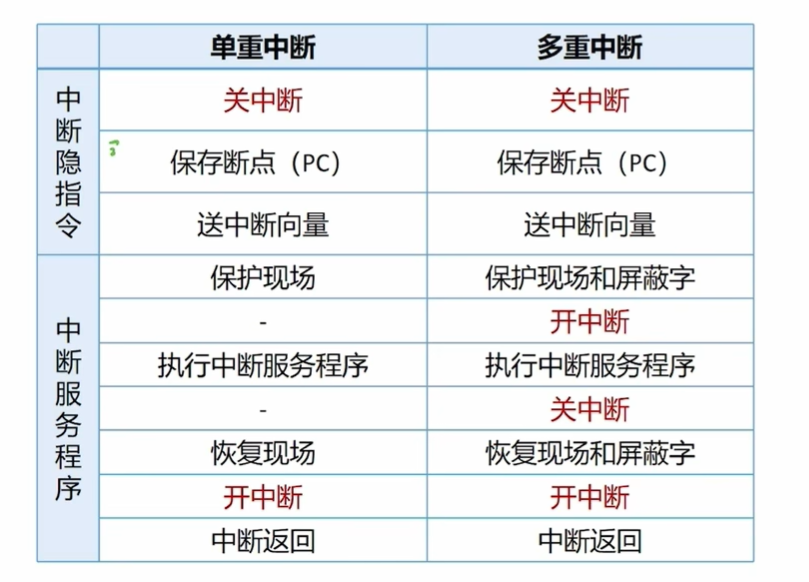 单重中断 多重中断
中断隐指令
关中断 关中断
保存断点（PC） 保存断点（PC）
送中断向量 送中断向量
中断服务程序
保护现场 保护现场和屏蔽字
- 开中断
执行中断服务程序 执行中断服务程序
- 关中断
恢复现场 恢复现场和屏蔽字
开中断 开中断
中断返回 中断返回